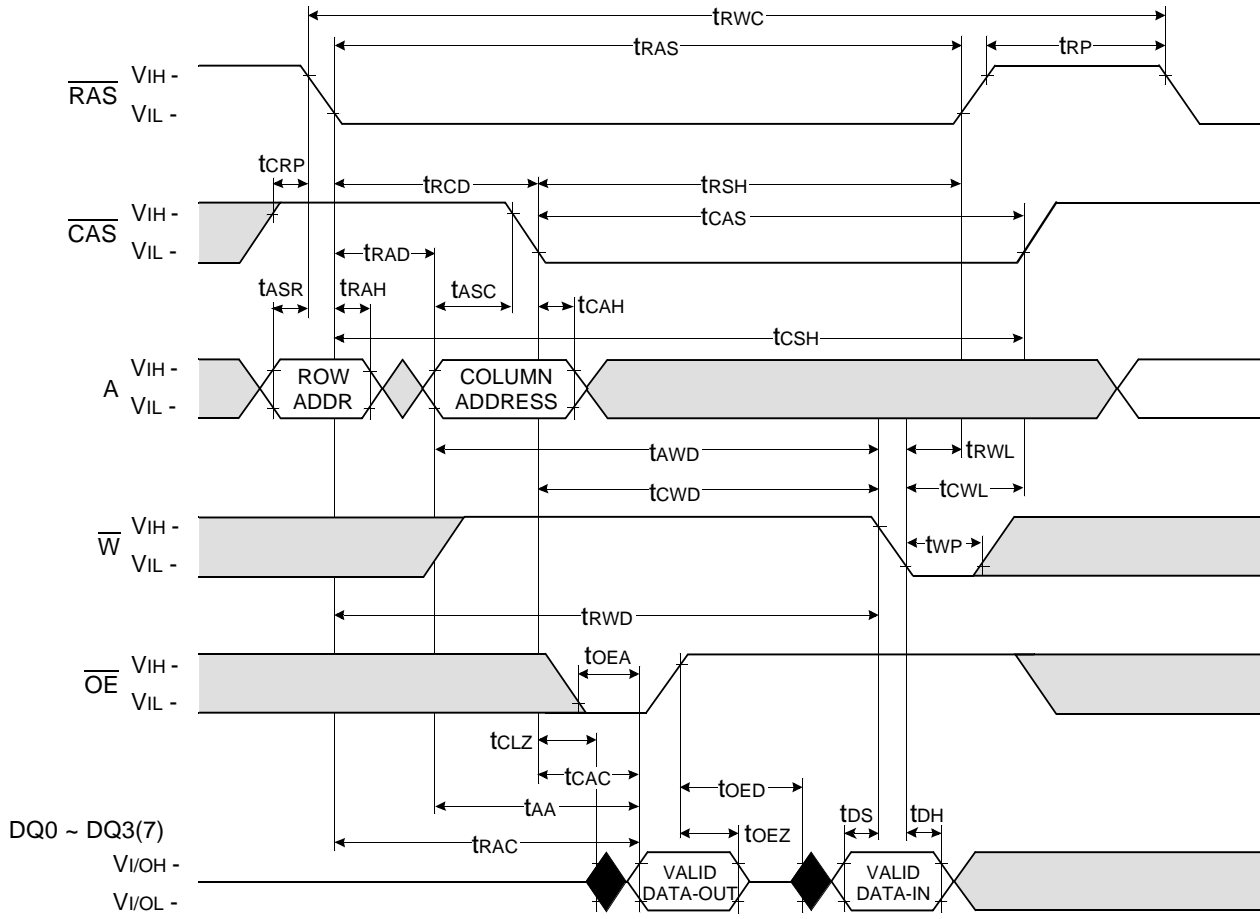 tRWC
tRAS
tRP
RAS
VIH -
VIL -
tCRP
tRCD
tRSH
CAS
VIH -
VIL -
tCAS
tRAD
tASR
tRAH
tASC
tCAH
tCSH
A
VIH -
VIL -
ROW
ADDR
COLUMN
ADDRESS
tAWD
tRWL
tCWD
tCWL
W
VIH -
VIL -
tWP
tRWD
OE
VIH -
VIL -
tOEA
tCLZ
tCAC
tOED
tAA
tDS
tDH
tOEZ
DQ0 ~ DQ3(7)
tRAC
VI/OH -
VI/OL -
VALID
DATA-OUT
VALID
DATA-IN